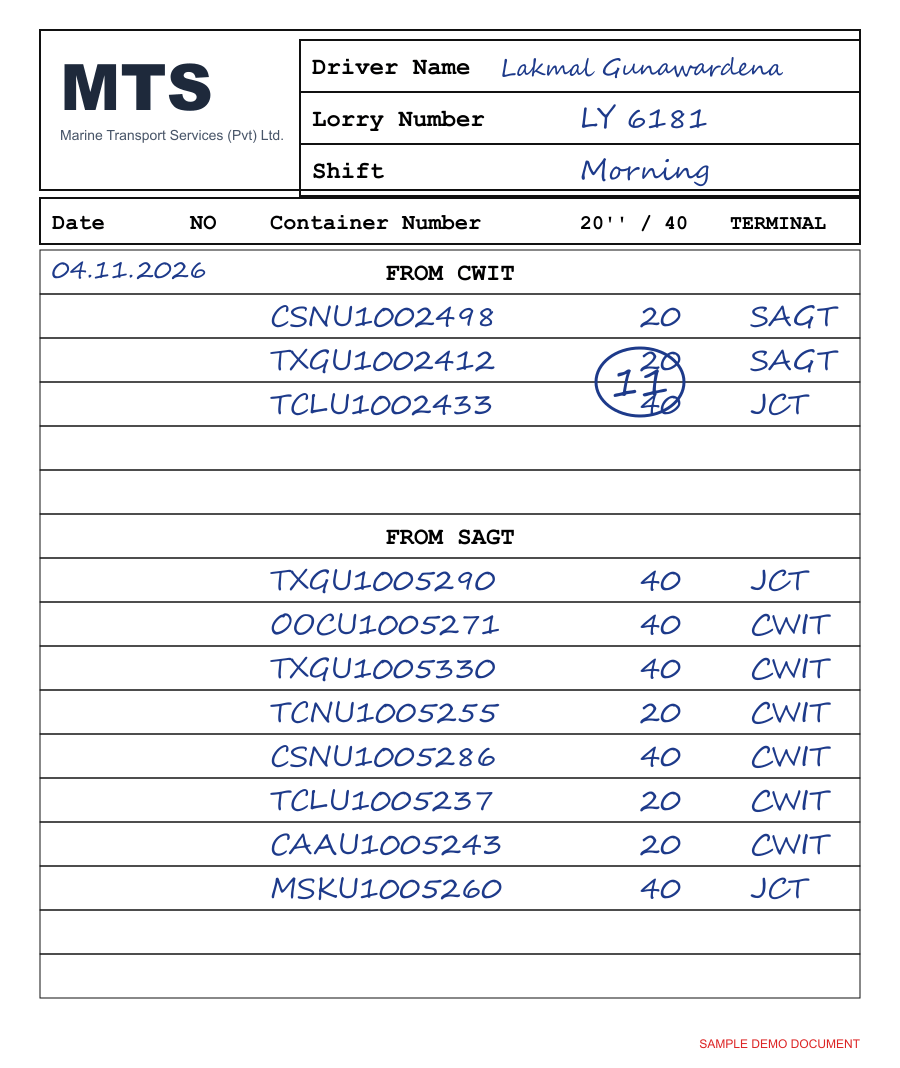 MTS
Marine Transport Services (Pvt) Ltd.
Driver Name Lakmal Gunawardena
Lorry Number LY 6181
Shift Morning
Date NO Container Number 20'' / 40 TERMINAL
04.11.2026 FROM CWIT
CSNU1002498 20 SAGT
TXGU1002412 20 SAGT
11
TCLU1002433 40 JCT
FROM SAGT
TXGU1005290 40 JCT
OOCU1005271 40 CWIT
TXGU1005330 40 CWIT
TCNU1005255 20 CWIT
CSNU1005286 40 CWIT
TCLU1005237 20 CWIT
CAAU1005243 20 CWIT
MSKU1005260 40 JCT
SAMPLE DEMO DOCUMENT